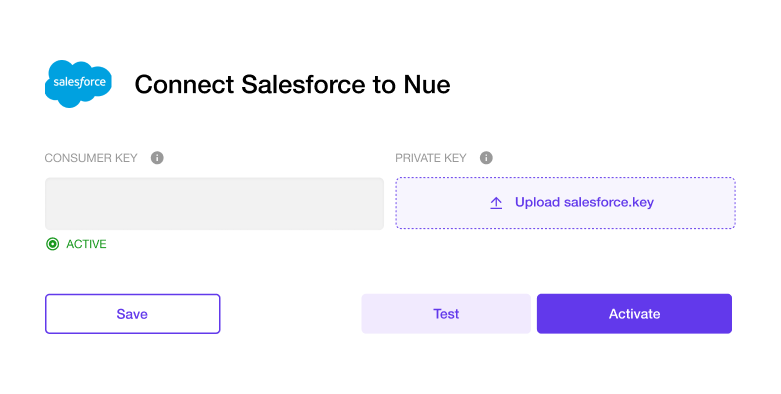 salesforce
Connect Salesforce to Nue
CONSUMER KEY
PRIVATE KEY
Upload salesforce.key
ACTIVE
Save
Test
Activate